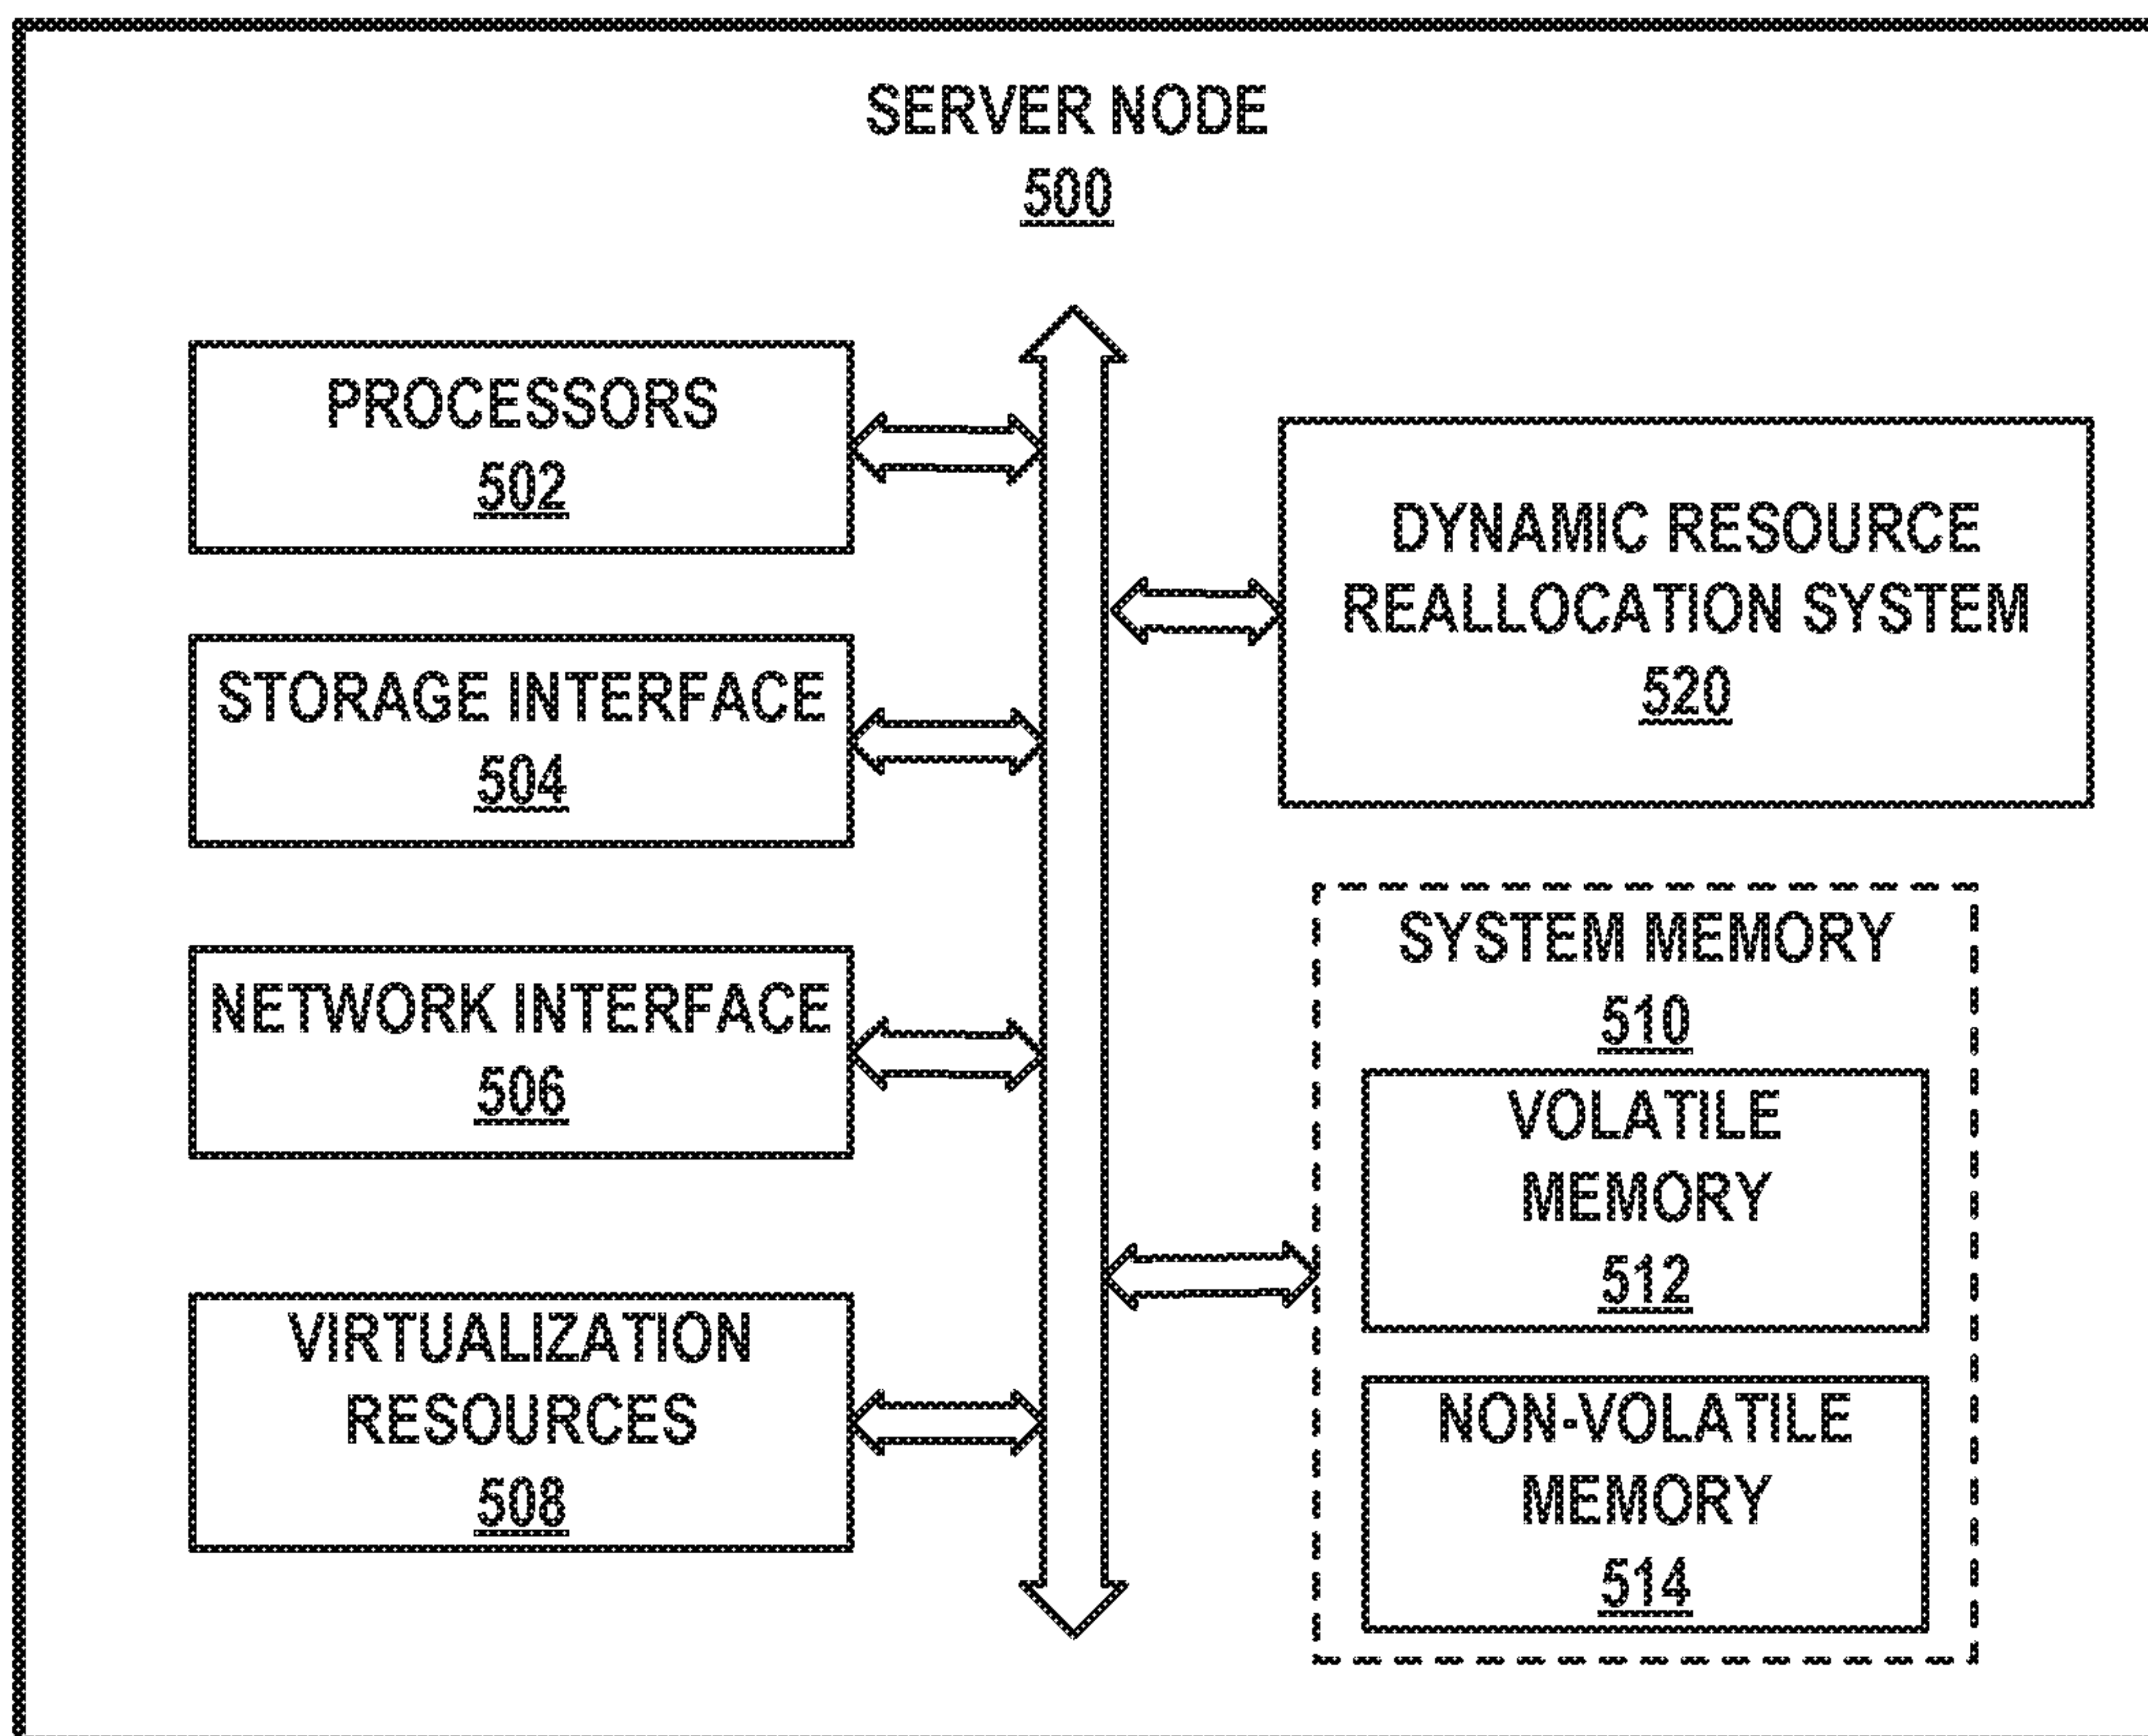 SERVER NODE
500
PROCESSORS
502
STORAGE INTERFACE
504
NETWORK INTERFACE
506
VIRTUALIZATION
RESOURCES
508
DYNAMIC RESOURCE
REALLOCATION SYSTEM
520
SYSTEM MEMORY
510
VOLATILE
MEMORY
512
NON-VOLATILE
MEMORY
514